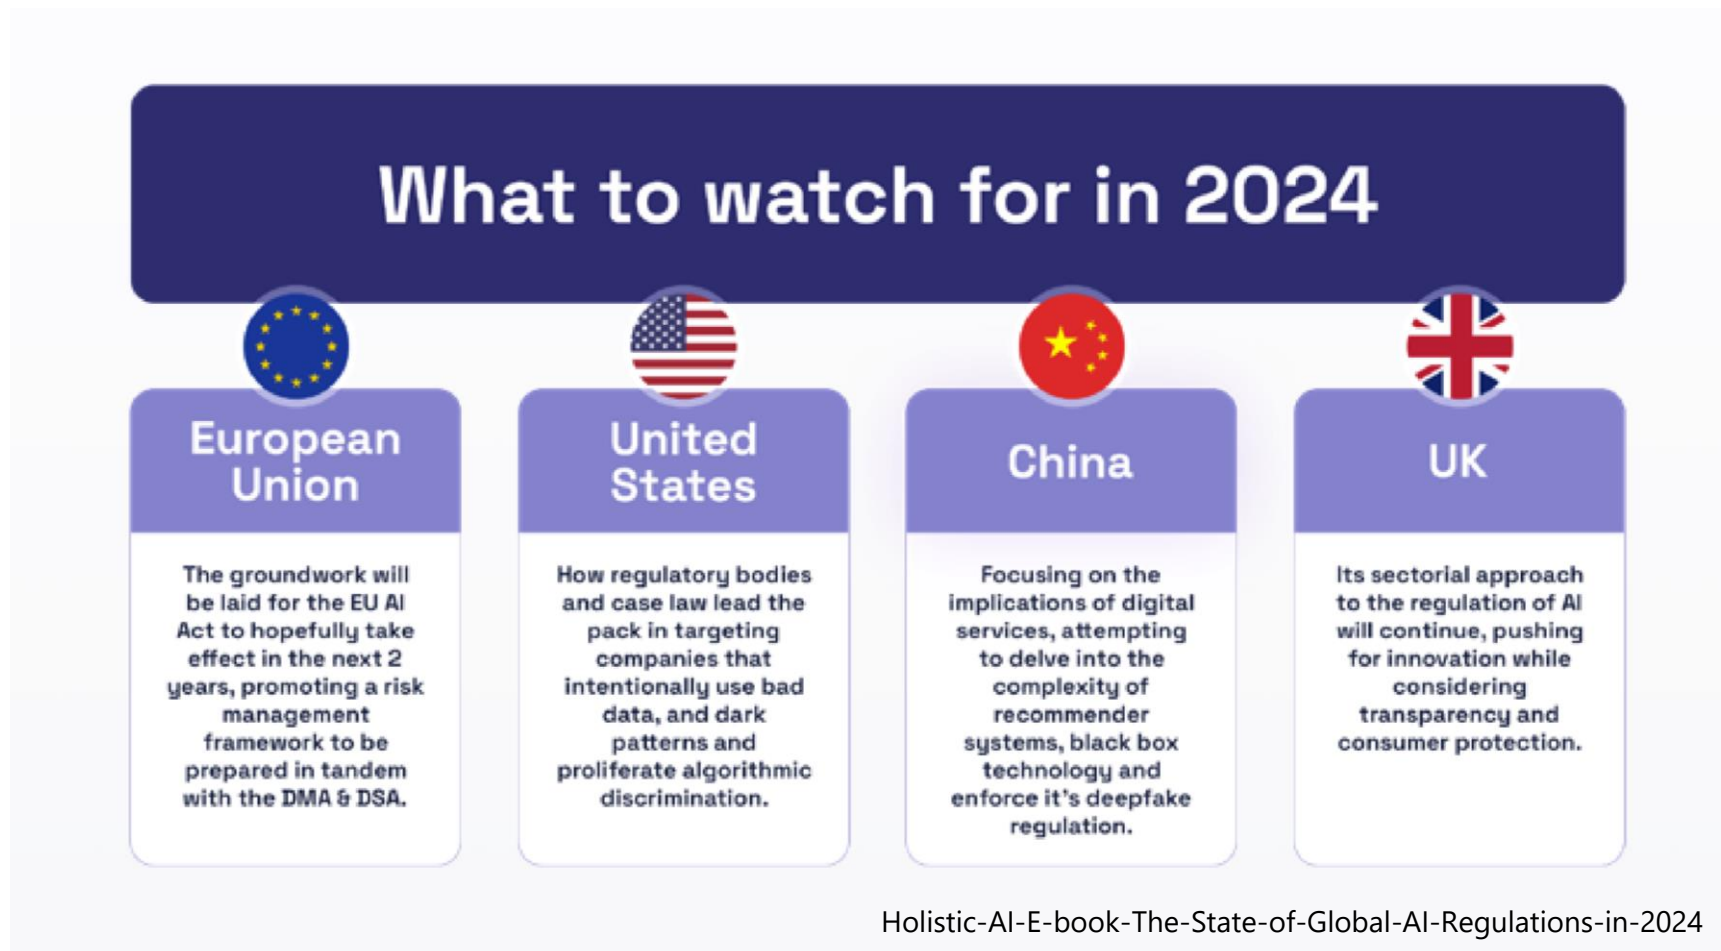 What to watch for in 2024
European
Union
The groundwork will
be laid for the EU AI
Act to hopefully take
effect in the next 2
years, promoting a risk
management
framework to be
prepared in tandem
with the DMA & DSA.
United
States
How regulatory bodies
and case law lead the
pack in targeting
companies that
intentionally use bad
data, and dark
patterns and
proliferate algorithmic
discrimination.
China
Focusing on the
implications of digital
services, attempting
to delve into the
complexity of
recommender
systems, black box
technology and
enforce it's deepfake
regulation.
UK
Its sectorial approach
to the regulation of AI
will continue, pushing
for innovation while
considering
transparency and
consumer protection.
Holistic-AI-E-book-The-State-of-Global-AI-Regulations-in-2024